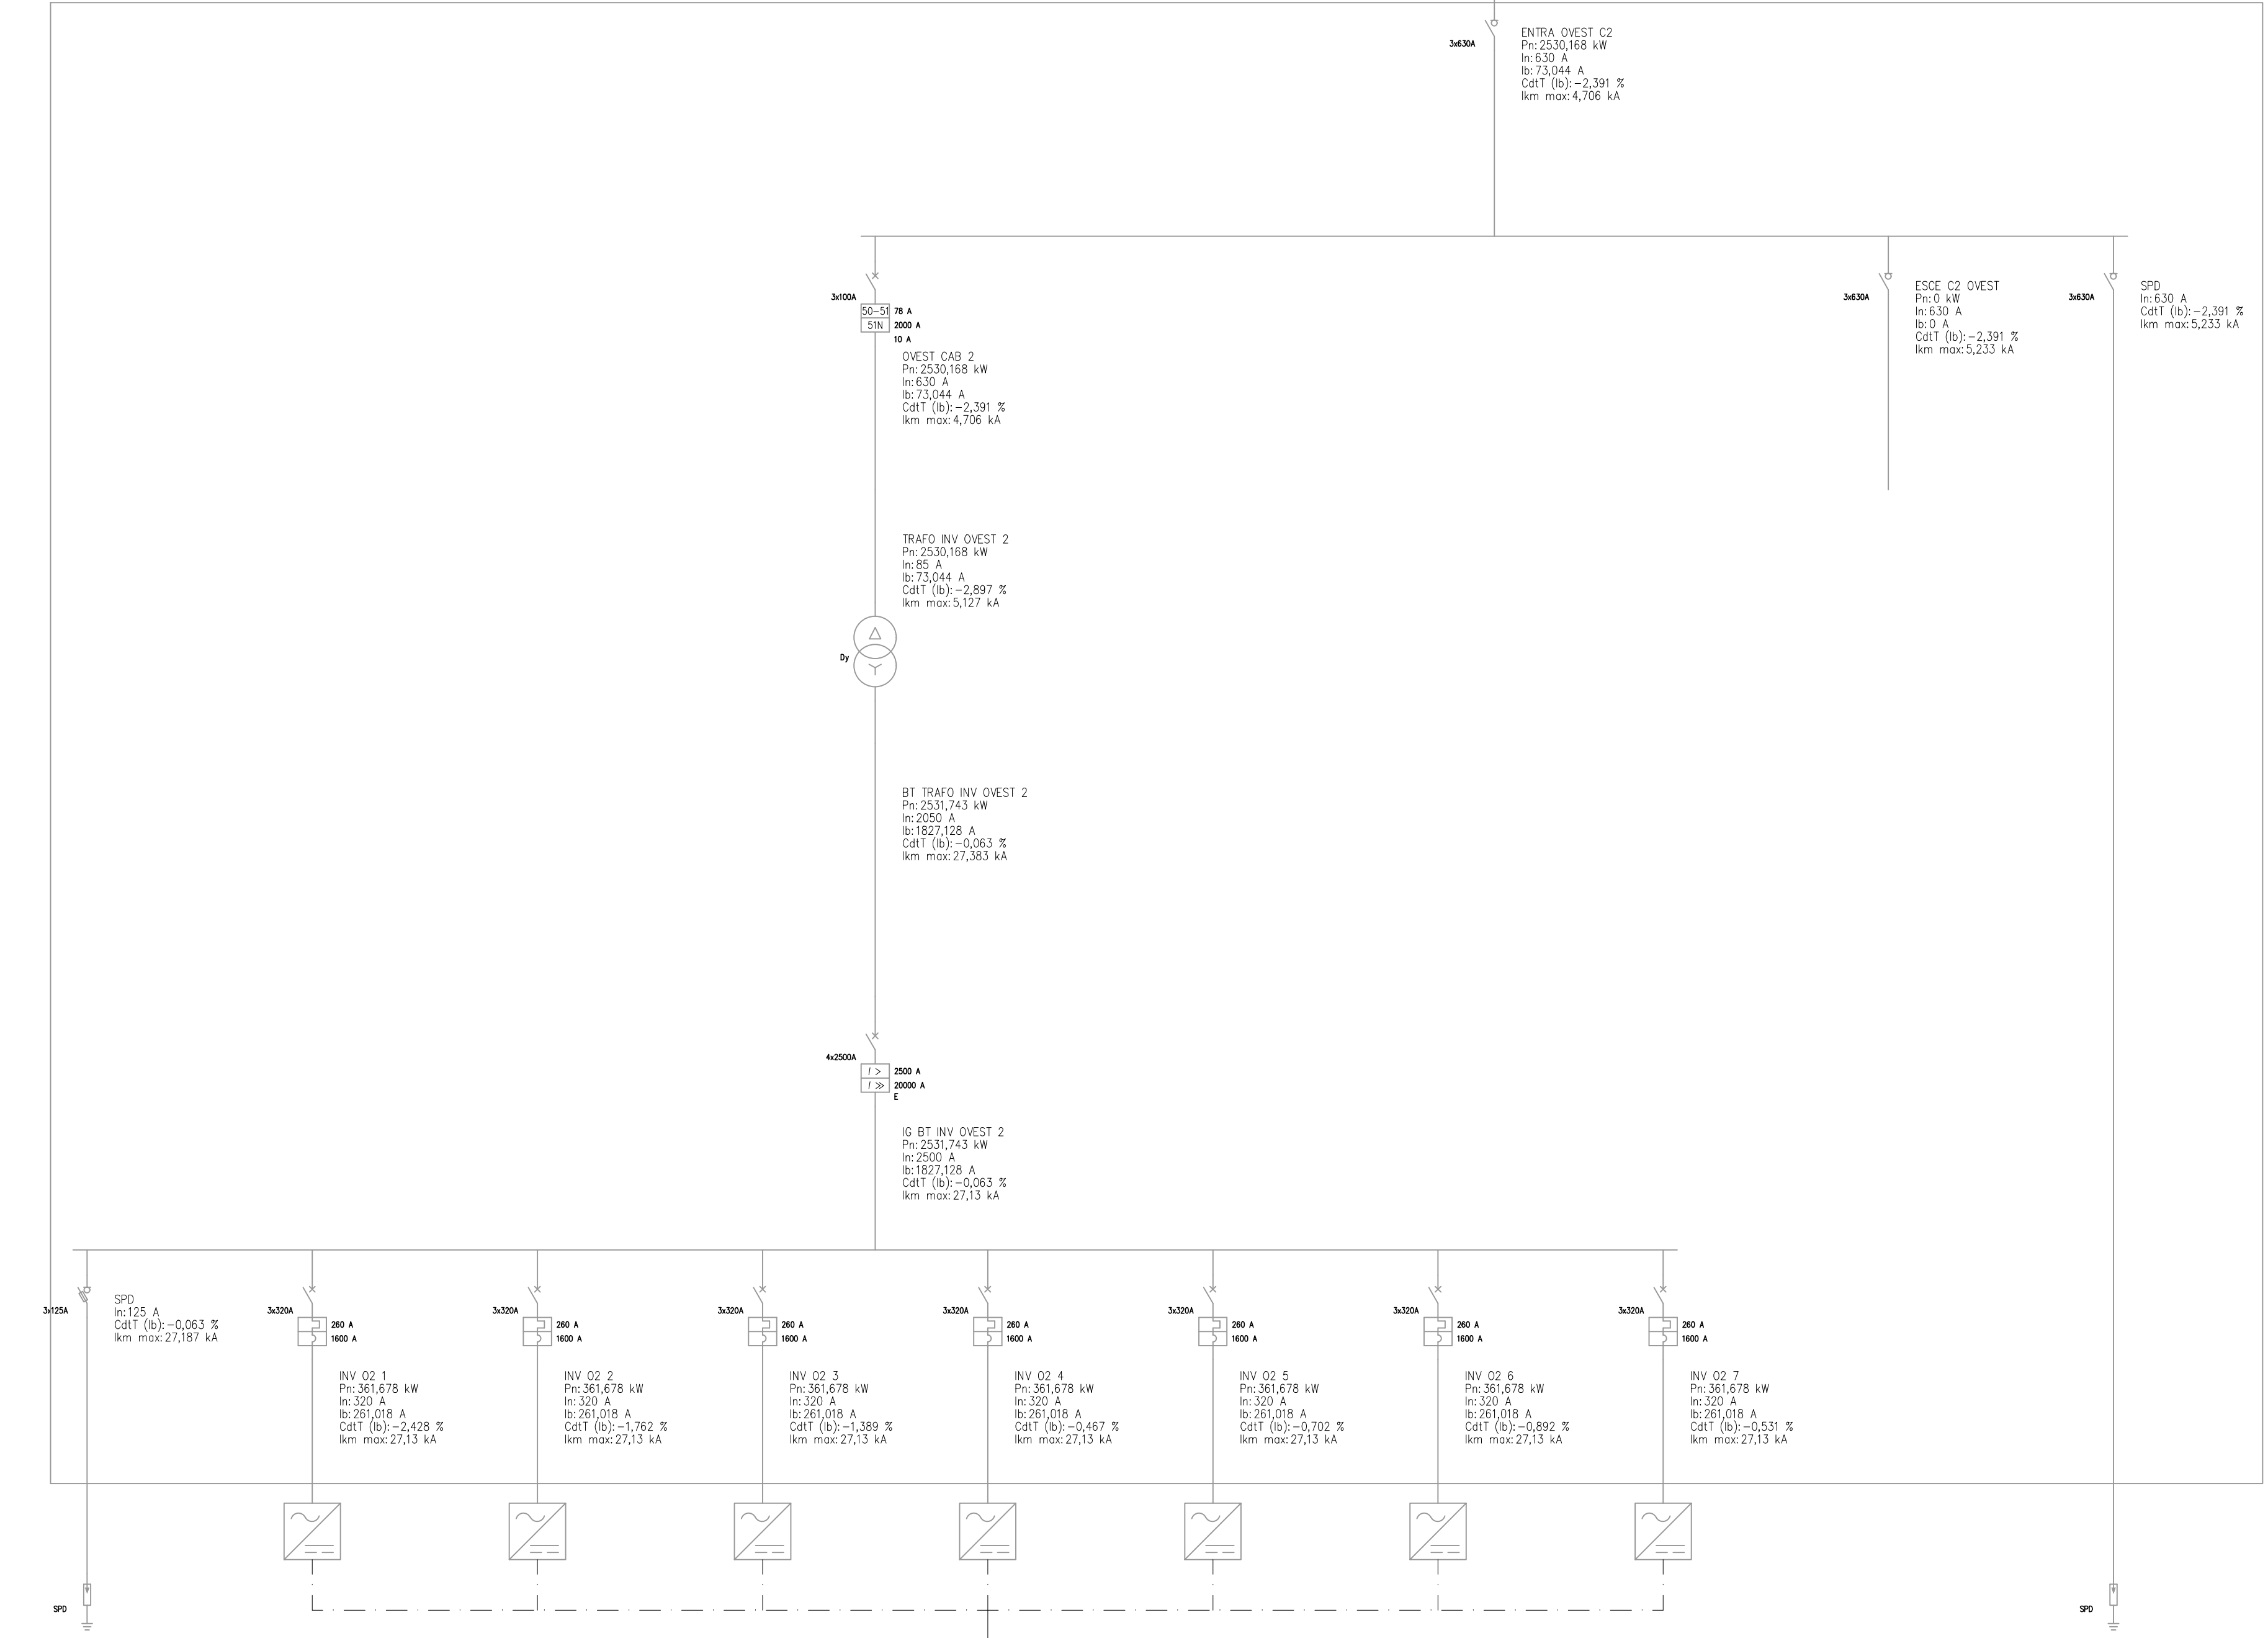 3x630A
ENTRA OVEST C2
Pn: 2530,168 kW
In: 630 A
Ib: 73,044 A
CdtT (Ib): -2,391 %
Ikm max: 4,706 kA
3x100A
50-51
78 A
51N
2000 A
10 A
OVEST CAB 2
Pn: 2530,168 kW
In: 630 A
Ib: 73,044 A
CdtT (Ib): -2,391 %
Ikm max: 4,706 kA
3x630A
ESCE C2 OVEST
Pn: 0 kW
In: 630 A
Ib: 0 A
CdtT (Ib): -2,391 %
Ikm max: 5,233 kA
3x630A
SPD
In: 630 A
CdtT (Ib): -2,391 %
Ikm max: 5,233 kA
TRAFO INV OVEST 2
Pn: 2530,168 kW
In: 85 A
Ib: 73,044 A
CdtT (Ib): -2,897 %
Ikm max: 5,127 kA
Dy
BT TRAFO INV OVEST 2
Pn: 2531,743 kW
In: 2050 A
Ib: 1827,128 A
CdtT (Ib): -0,063 %
Ikm max: 27,383 kA
4x2500A
I >
2500 A
I >>
20000 A
E
IG BT INV OVEST 2
Pn: 2531,743 kW
In: 2500 A
Ib: 1827,128 A
CdtT (Ib): -0,063 %
Ikm max: 27,13 kA
3x125A
SPD
In: 125 A
CdtT (Ib): -0,063 %
Ikm max: 27,187 kA
3x320A
260 A
1600 A
INV O2 1
Pn: 361,678 kW
In: 320 A
Ib: 261,018 A
CdtT (Ib): -2,428 %
Ikm max: 27,13 kA
3x320A
260 A
1600 A
INV O2 2
Pn: 361,678 kW
In: 320 A
Ib: 261,018 A
CdtT (Ib): -1,762 %
Ikm max: 27,13 kA
3x320A
260 A
1600 A
INV O2 3
Pn: 361,678 kW
In: 320 A
Ib: 261,018 A
CdtT (Ib): -1,389 %
Ikm max: 27,13 kA
3x320A
260 A
1600 A
INV O2 4
Pn: 361,678 kW
In: 320 A
Ib: 261,018 A
CdtT (Ib): -0,467 %
Ikm max: 27,13 kA
3x320A
260 A
1600 A
INV O2 5
Pn: 361,678 kW
In: 320 A
Ib: 261,018 A
CdtT (Ib): -0,702 %
Ikm max: 27,13 kA
3x320A
260 A
1600 A
INV O2 6
Pn: 361,678 kW
In: 320 A
Ib: 261,018 A
CdtT (Ib): -0,892 %
Ikm max: 27,13 kA
3x320A
260 A
1600 A
INV O2 7
Pn: 361,678 kW
In: 320 A
Ib: 261,018 A
CdtT (Ib): -0,531 %
Ikm max: 27,13 kA
SPD
SPD